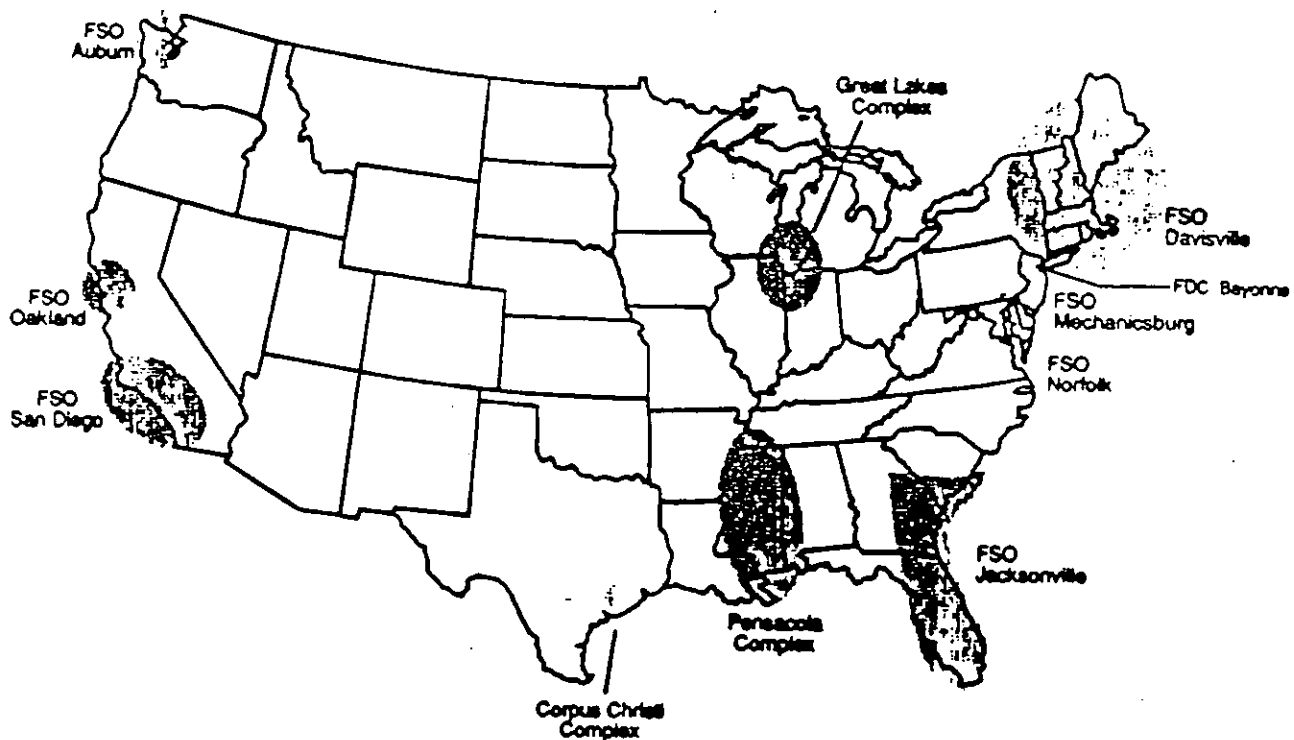 FSO
Auburn
Great Lakes
Complex
FSO
Davisville
FDC Bayonne
FSO
Mechanicsburg
FSO
Oakland
FSO
Norfolk
FSO
San Diego
FSO
Jacksonville
Pensacola
Complex
Corpus Christi
Complex